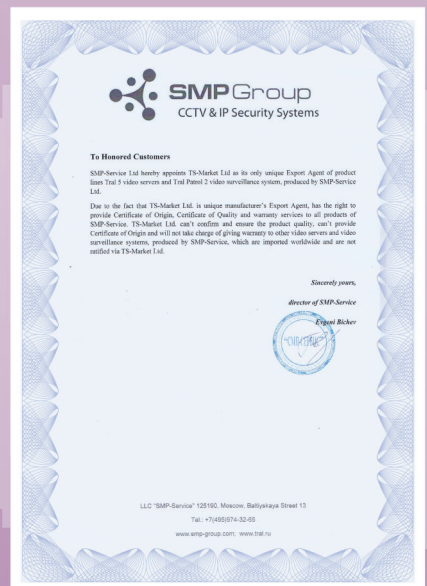 SMPGroup
CCTV & IP Security Systems
To Honored Customers
SMP-Service Ltd hereby appoints TS-Market Ltd as its only unique Export Agent of product
lines Tral 5 video servers and Tral Patrol 2 video surveillance system, produced by SMP-Service
Ltd.
Due to the fact that TS-Market Ltd. is unique manufacturer's Export Agent, has the right to
provide Certificate of Origin, Certificate of Quality and warranty services to all products of
SMP-Service. TS-Market Ltd. can't confirm and ensure the product quality, can't provide
Certificate of Origin and will not take charge of giving warranty to other video servers and video
surveillance systems, produced by SMP-Service, which are imported worldwide and are not
ratified via TS-Market Ltd.
Sincerely yours,
director of SMP-Service
Evgeni Bichev
LLC "SMP-Service" 125190, Moscow, Baltiyskaya Street 13
Tel.: +7(495)974-32-65
www.smp-group.com; www.tral.ru